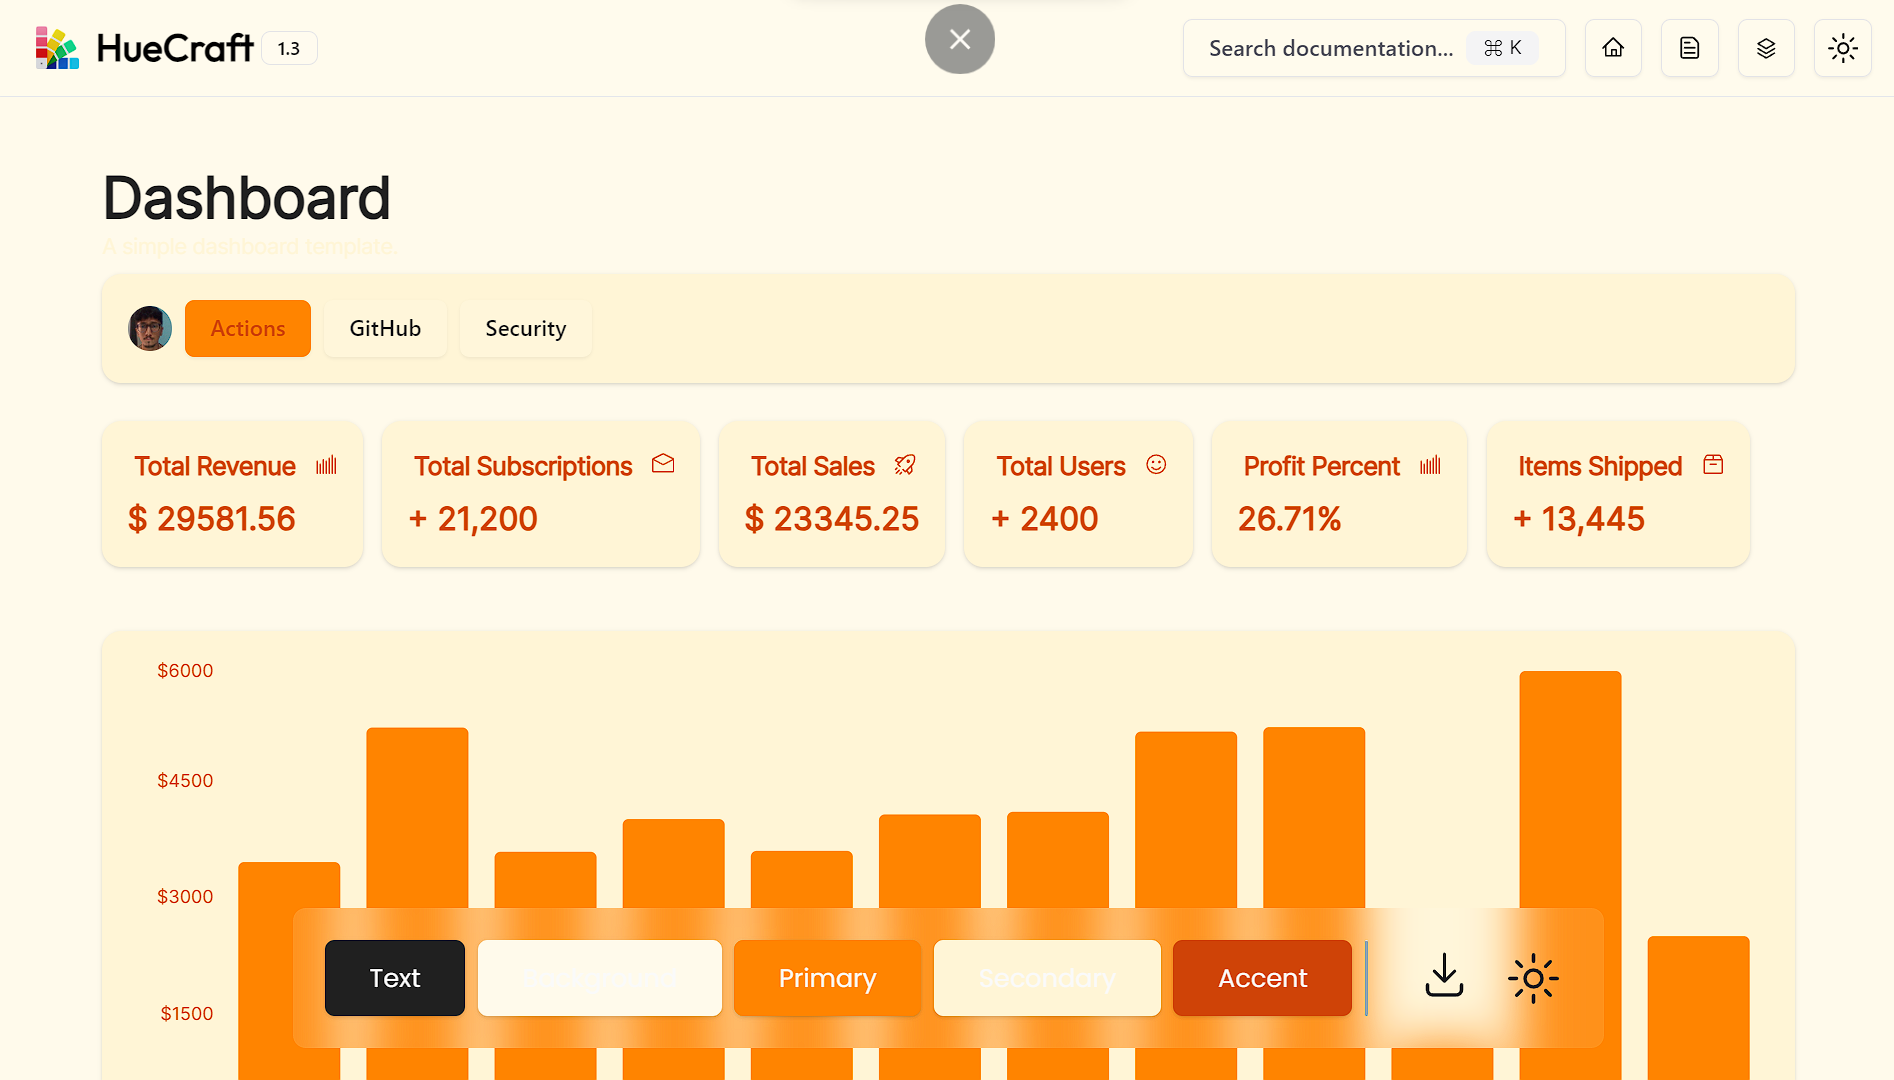 HueCraft 1.3
Search documentation... ⌘ K
Dashboard
A simple dashboard template.
Actions GitHub Security
Total Revenue
$ 29581.56
Total Subscriptions
+ 21,200
Total Sales
$ 23345.25
Total Users
+ 2400
Profit Percent
26.71%
Items Shipped
+ 13,445
$6000
$4500
$3000
$1500
Text Background Primary Secondary Accent